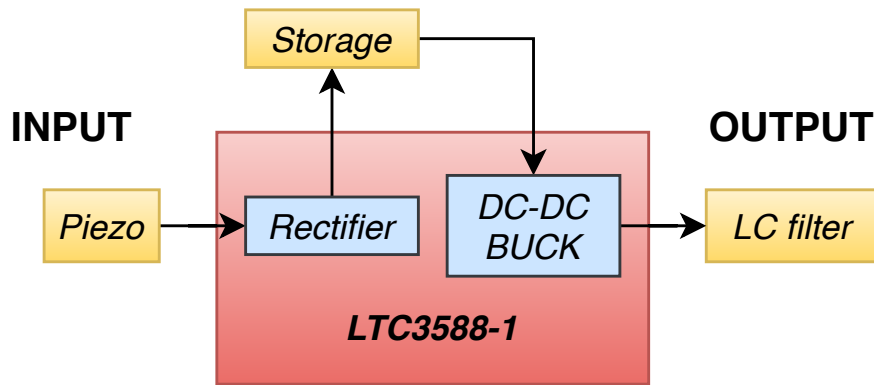 Storage
INPUT
OUTPUT
Piezo
Rectifier
DC-DC
BUCK
LC filter
LTC3588-1